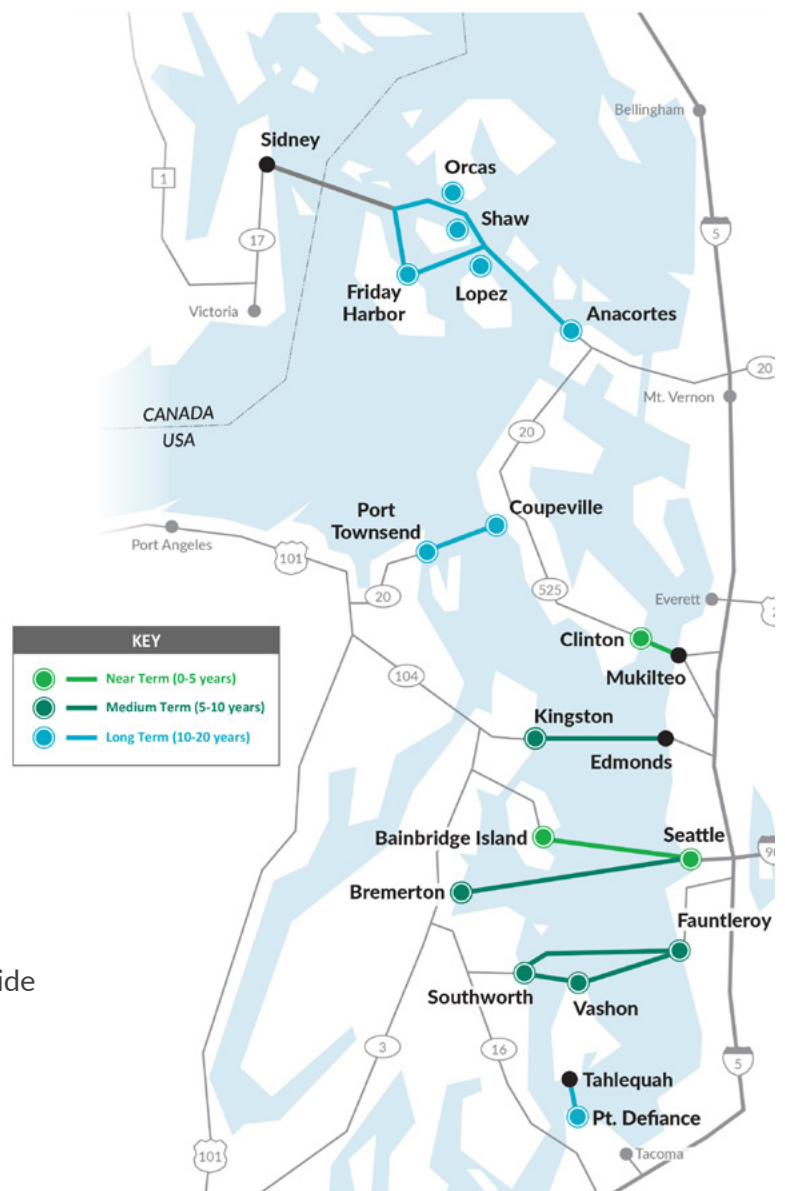 Bellingham
Sidney
Orcas
1
Shaw
5
17
Friday
Harbor
Lopez
Victoria
Anacortes
20
Mt. Vernon
CANADA
USA
20
Port
Townsend
Coupeville
Port Angeles
101
20
525
Everett
2
KEY
Near Term (0-5 years)
Medium Term (5-10 years)
Long Term (10-20 years)
Clinton
Mukilteo
104
Kingston
Edmonds
Bainbridge Island
Seattle
90
Bremerton
Fauntleroy
ide
Southworth
Vashon
3
16
5
Tahlequah
Pt. Defiance
101
Tacoma